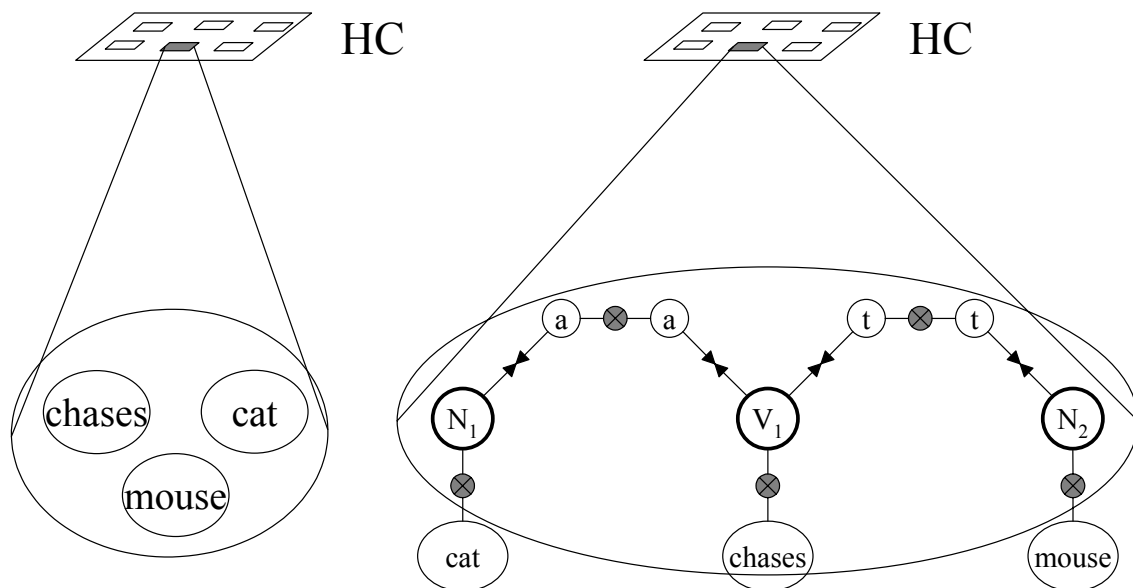 HC
HC
a a t t
chases cat
N1 V1 N2
mouse
cat chases mouse